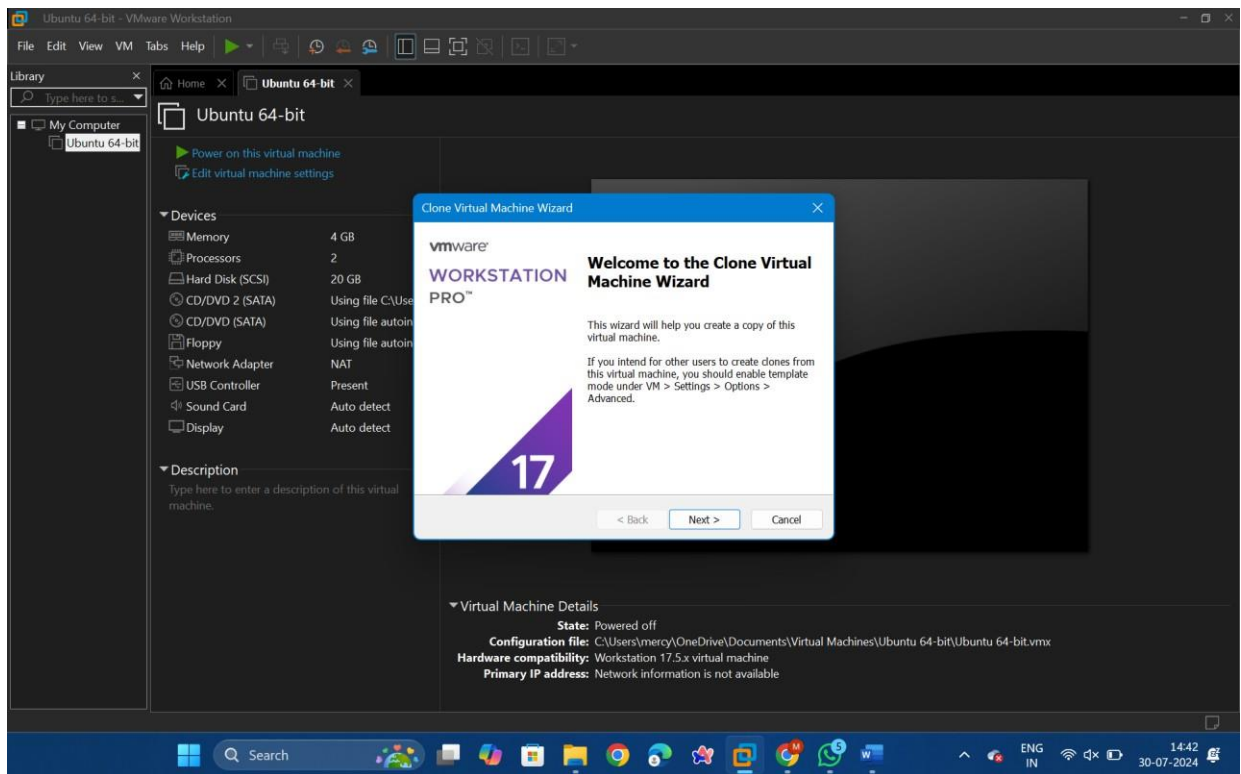 Ubuntu 64-bit - VMware Workstation
File Edit View VM Tabs Help
Library
Type here to s...
My Computer
Ubuntu 64-bit
Home
Ubuntu 64-bit
Ubuntu 64-bit
Power on this virtual machine
Edit virtual machine settings
Devices
Memory 4 GB
Processors 2
Hard Disk (SCSI) 20 GB
CD/DVD 2 (SATA) Using file C:\Use
CD/DVD (SATA) Using file autoin
Floppy Using file autoin
Network Adapter NAT
USB Controller Present
Sound Card Auto detect
Display Auto detect
Description
Type here to enter a description of this virtual
machine.
Clone Virtual Machine Wizard
vmware
WORKSTATION
PRO™
17
Welcome to the Clone Virtual
Machine Wizard
This wizard will help you create a copy of this
virtual machine.
If you intend for other users to create clones from
this virtual machine, you should enable template
mode under VM > Settings > Options >
Advanced.
< Back Next > Cancel
Virtual Machine Details
State: Powered off
Configuration file: C:\Users\mercy\OneDrive\Documents\Virtual Machines\Ubuntu 64-bit\Ubuntu 64-bit.vmx
Hardware compatibility: Workstation 17.5.x virtual machine
Primary IP address: Network information is not available
Search
5
ENG
IN
14:42
30-07-2024